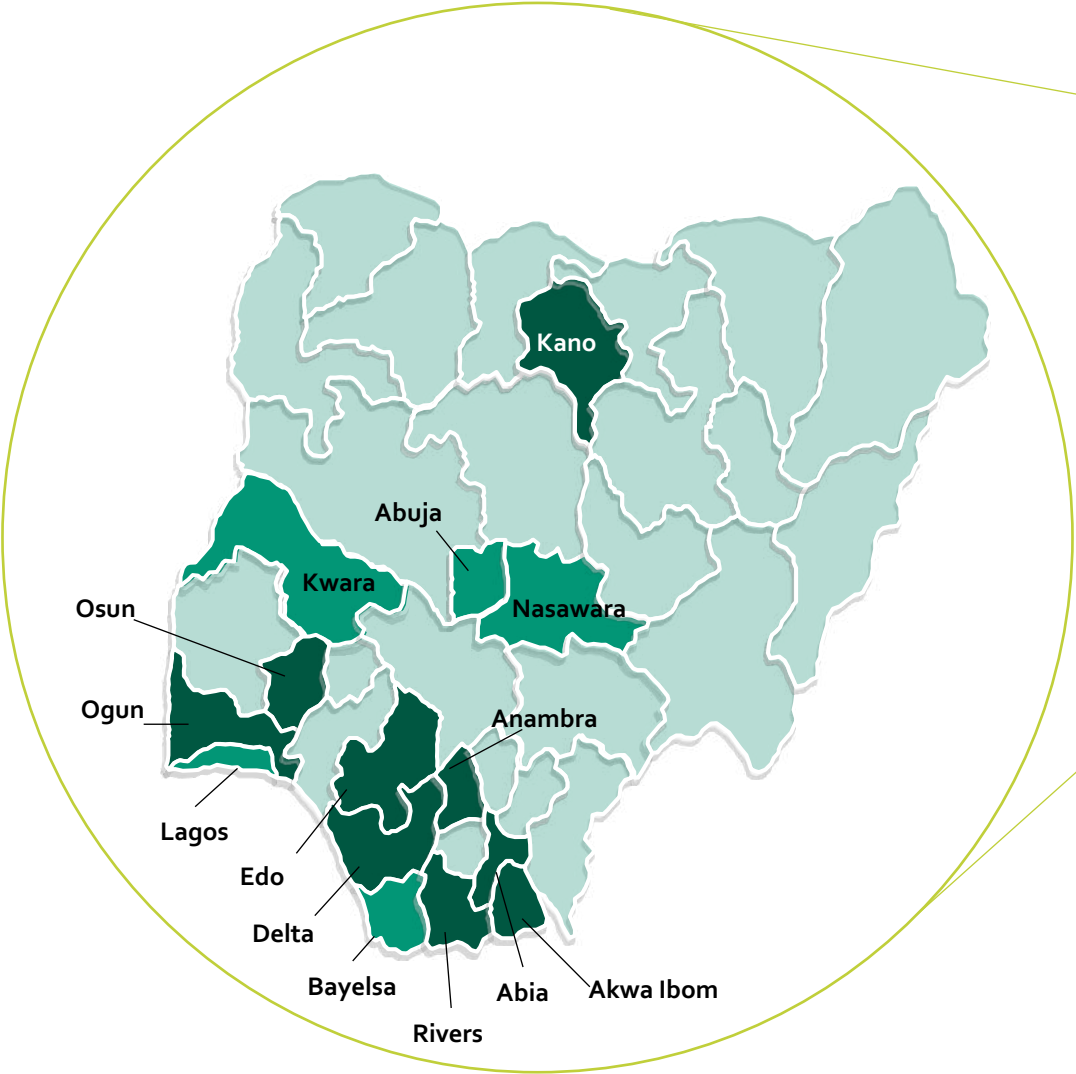 Kano
Abuja
Kwara
Nasawara
Osun
Ogun
Anambra
Lagos
Edo
Delta
Bayelsa
Abia
Akwa Ibom
Rivers